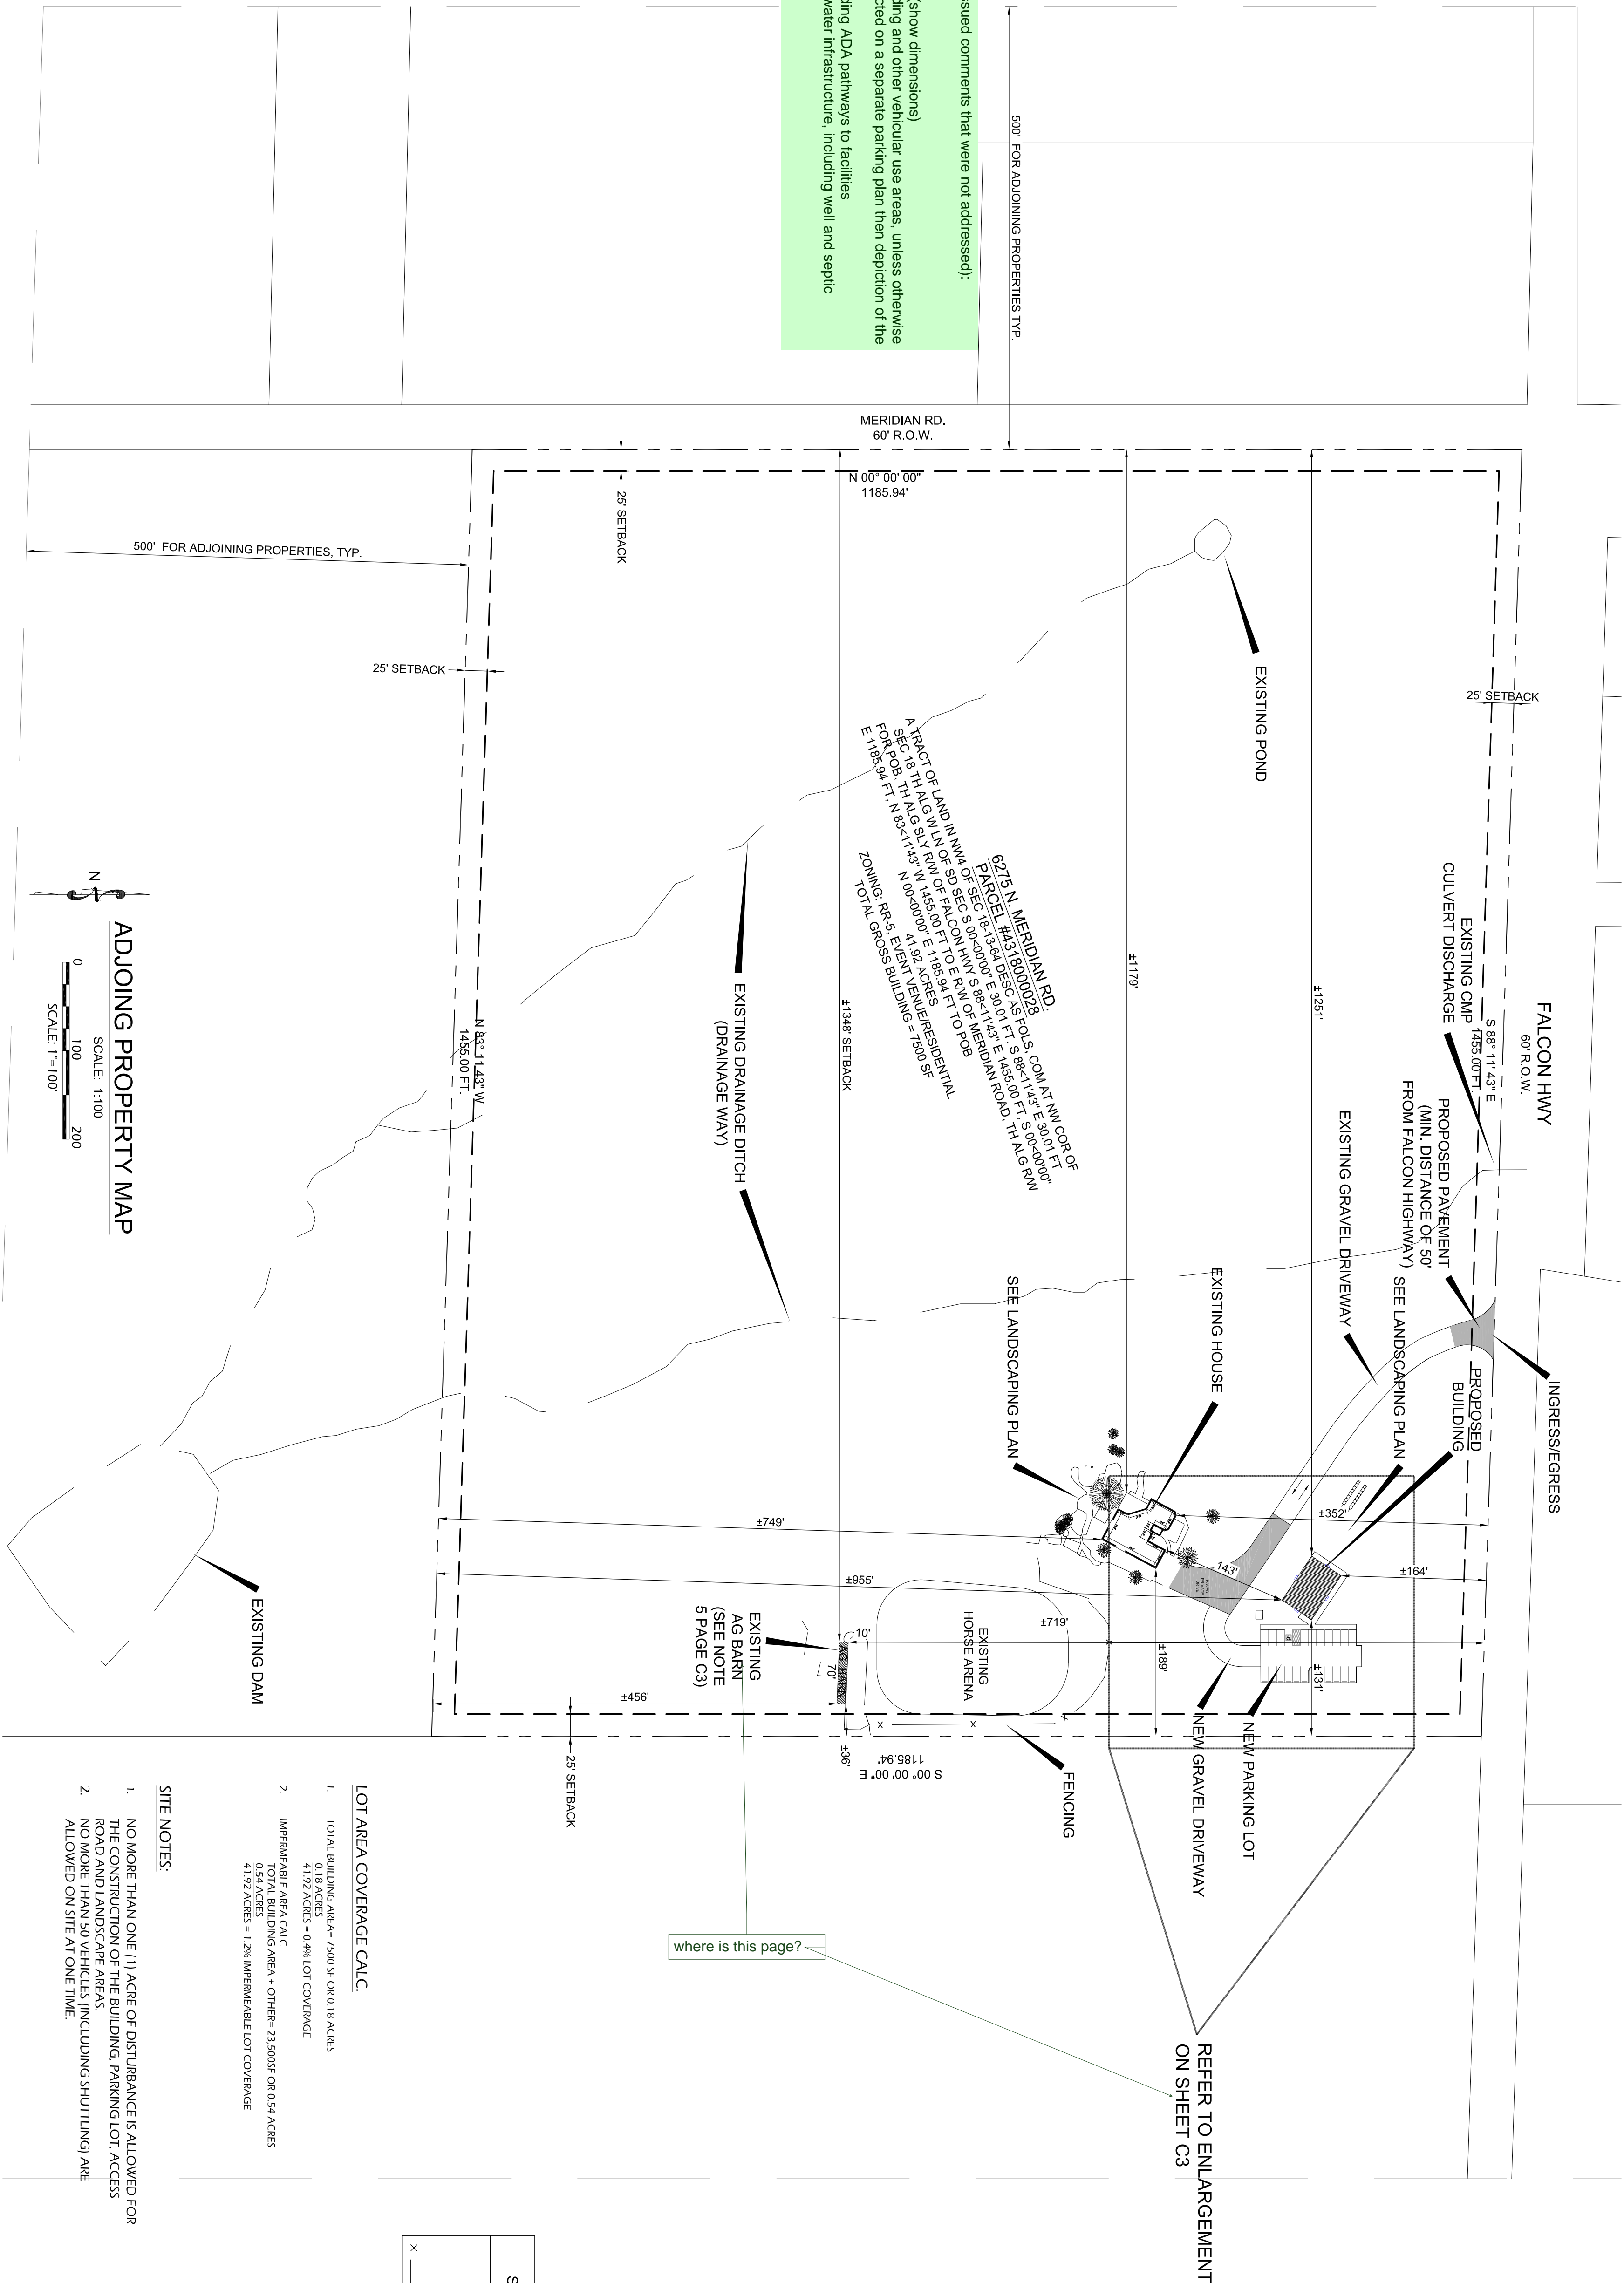 ssued comments that were not addressed):
(show dimensions)
ding and other vehicular use areas, unless otherwise
cted on a separate parking plan then depiction of the
ding ADA pathways to facilities
water infrastructure, including well and septic
500' FOR ADJOINING PROPERTIES TYP.
MERIDIAN RD.
60' R.O.W.
N 00° 00' 00"
1185.94'
25' SETBACK
500' FOR ADJOINING PROPERTIES, TYP.
25' SETBACK
25' SETBACK
EXISTING POND
FALCON HWY
60' R.O.W.
S 88° 11' 43" E
1455.00 FT.
EXISTING CMP
CULVERT DISCHARGE
PROPOSED PAVEMENT
(MIN. DISTANCE OF 50'
FROM FALCON HIGHWAY)
EXISTING GRAVEL DRIVEWAY
SEE LANDSCAPING PLAN
PROPOSED
BUILDING
INGRESS/EGRESS
±1251'
±1179'
±1348' SETBACK
6275 N. MERIDIAN RD.
PARCEL #4318000028
A TRACT OF LAND IN NW4 OF SEC 18-13-64 DESC AS FOLS, COM AT NW COR OF
SEC 18 TH ALG W LN OF SD SEC S 00<00'00" E 30.01 FT, S 88<11'43" E 30.01 FT
FOR POB, TH ALG SLY R/W OF FALCON HWY S 88<11'43" E 1455.00 FT, S 00<00'00"
E 1185.94 FT, N 83<11'43" W 1455.00 FT TO E R/W OF MERIDIAN ROAD, TH ALG R/W
N 00<00'00" E 1185.94 FT TO POB
41.92 ACRES
ZONING: RR-5, EVENT VENUE/RESIDENTIAL
TOTAL GROSS BUILDING = 7500 SF
EXISTING DRAINAGE DITCH
(DRAINAGE WAY)
N 83° 11' 43" W
1455.00 FT.
N
ADJOING PROPERTY MAP
SCALE: 1:100
0 100 200
SCALE: 1"=100'
SEE LANDSCAPING PLAN
EXISTING HOUSE
±352'
±164'
143'
±749'
±955'
±719'
±189'
±131'
PAVED
PRIVATE
DRIVE
EXISTING
HORSE ARENA
EXISTING
AG BARN
(SEE NOTE
5 PAGE C3)
AG. BARN
10'
70'
±456'
±36'
25' SETBACK
S 00° 00' 00" E
1185.94'
X
X
X
X
FENCING
NEW GRAVEL DRIVEWAY
NEW PARKING LOT
EXISTING DAM
where is this page?
REFER TO ENLARGEMENT
ON SHEET C3
LOT AREA COVERAGE CALC.
1. TOTAL BUILDING AREA= 7500 SF OR 0.18 ACRES
0.18 ACRES
41.92 ACRES = 0.4% LOT COVERAGE
2. IMPERMEABLE AREA CALC
TOTAL BUILDING AREA + OTHER= 23,500SF OR 0.54 ACRES
0.54 ACRES
41.92 ACRES = 1.2% IMPERMEABLE LOT COVERAGE
SITE NOTES:
1. NO MORE THAN ONE (1) ACRE OF DISTURBANCE IS ALLOWED FOR
THE CONSTRUCTION OF THE BUILDING, PARKING LOT, ACCESS
ROAD AND LANDSCAPE AREAS.
2. NO MORE THAN 50 VEHICLES (INCLUDING SHUTTLING) ARE
ALLOWED ON SITE AT ONE TIME.
S
X